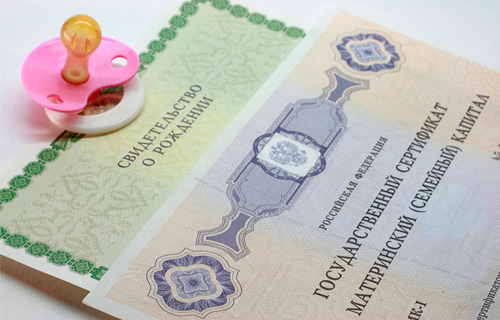 СВИДЕТЕЛЬСТВО
О РОЖДЕНИИ
РОССИЙСКАЯ ФЕДЕРАЦИЯ
ГОСУДАРСТВЕННЫЙ СЕРТИФИКАТ
МАТЕРИНСКИЙ (СЕМЕЙНЫЙ) КАПИТАЛ